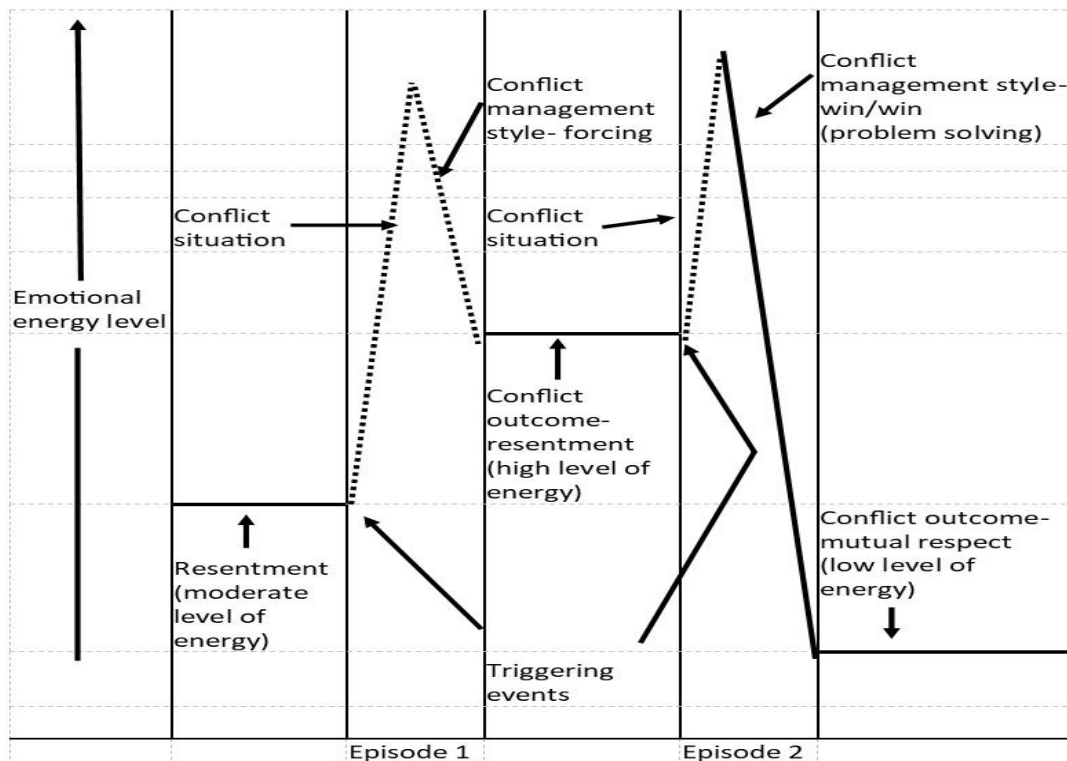 Emotional
energy level
Resentment
(moderate
level of
energy)
Conflict
situation
Conflict
management
style- forcing
Episode 1
Conflict
outcome-
resentment
(high level of
energy)
Triggering
events
Conflict
situation
Conflict
management style-
win/win
(problem solving)
Episode 2
Conflict outcome-
mutual respect
(low level of
energy)